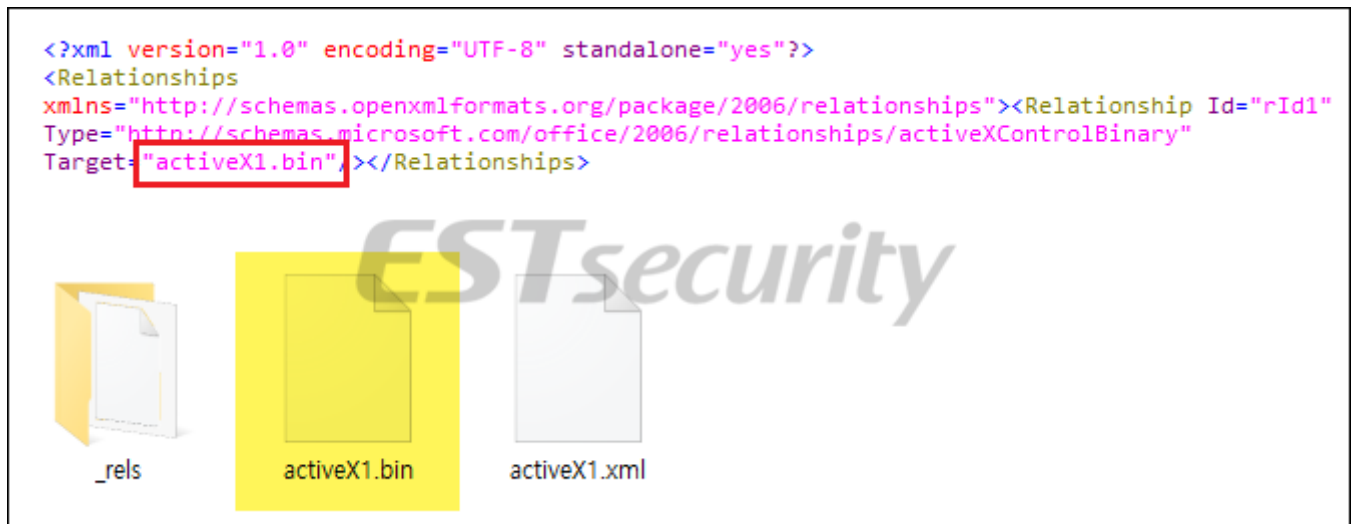 <?xml version="1.0" encoding="UTF-8" standalone="yes"?>
<Relationships
xmlns="http://schemas.openxmlformats.org/package/2006/relationships"><Relationship Id="rId1"
Type="http://schemas.microsoft.com/office/2006/relationships/activeXControlBinary"
Target="activeX1.bin"/></Relationships>
ESTsecurity
_rels
activeX1.bin
activeX1.xml